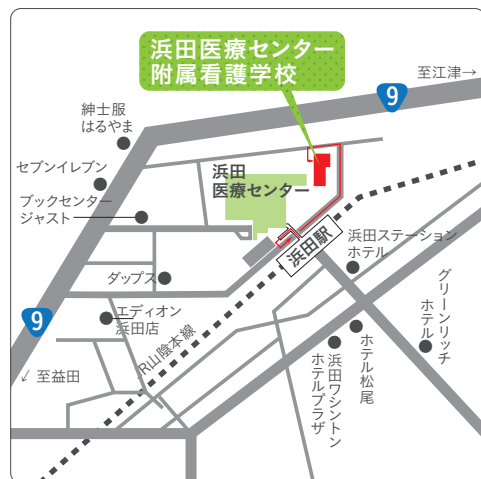 浜田医療センター
附属看護学校
至江津→
9
紳士服
はるやま
セブンイレブン
浜田
医療センター
ブックセンター
ジャスト
浜田駅
浜田ステーション
ホテル
ダップス
グリーンリッチ
ホテル
エディオン
浜田店
9
R山陰本線
ホテル松尾
浜田ワシントン
ホテルプラザ
↙至益田